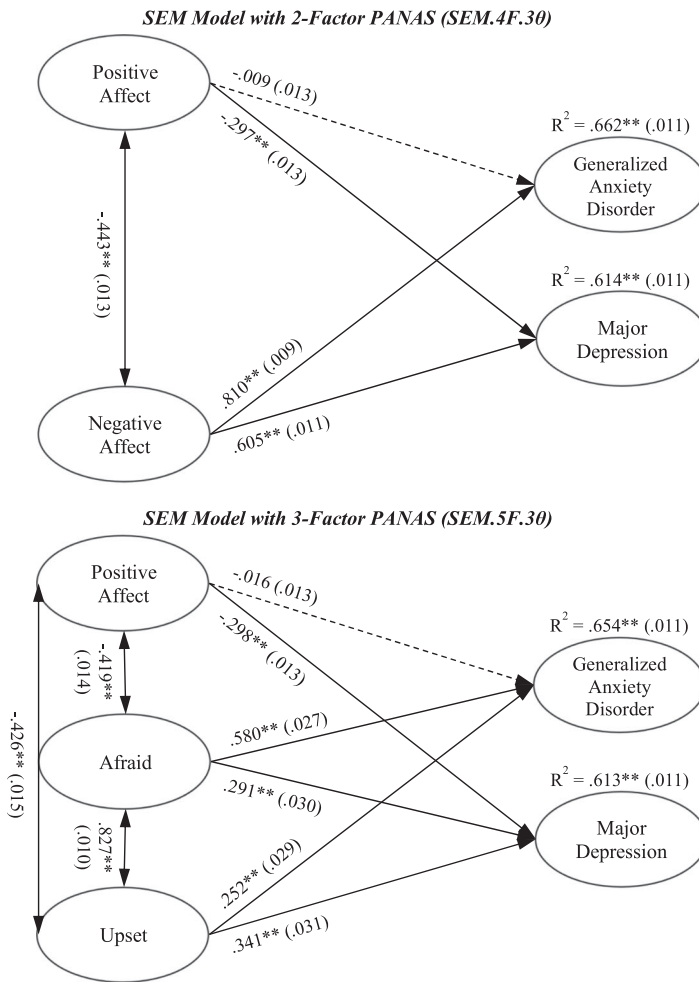 SEM Model with 2-Factor PANAS (SEM.4F.30)
Positive
Affect
-.009 (.013)
-.297** (.013)
R² = .662** (.011)
Generalized
Anxiety
Disorder
-.443** (.013)
R² = .614** (.011)
Major
Depression
.810** (.009)
.605** (.011)
Negative
Affect
SEM Model with 3-Factor PANAS (SEM.5F.30)
Positive
Affect
-.016 (.013)
-.298** (.013)
R² = .654** (.011)
Generalized
Anxiety
Disorder
-.419**
(.014)
-.426** (.015)
Afraid
.580** (.027)
.291** (.030)
R² = .613** (.011)
Major
Depression
.827**
(.010)
.252** (.029)
.341** (.031)
Upset